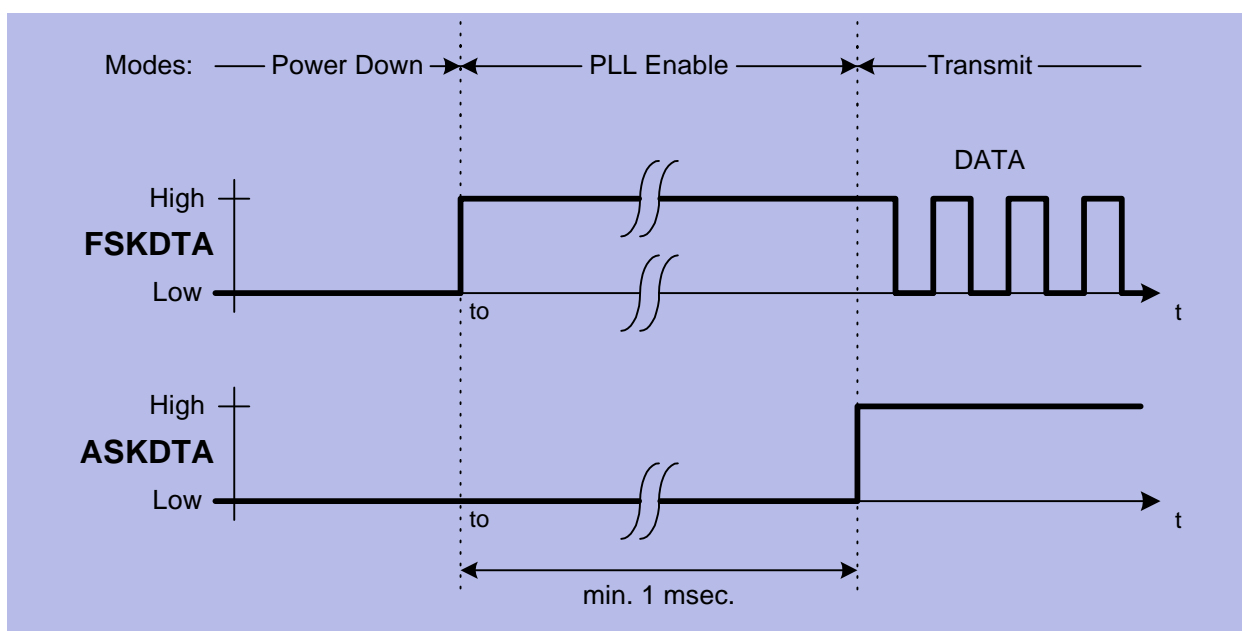 Modes: Power Down PLL Enable Transmit
DATA
High
FSKDTA
Low
to
t
High
ASKDTA
Low
to
t
min. 1 msec.